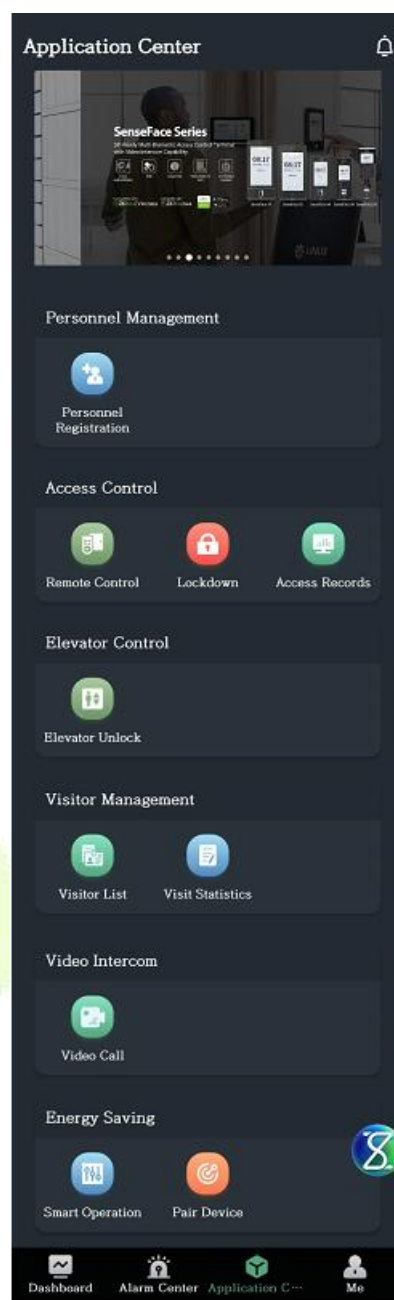 Application Center
SenseFace Series
Personnel Management
Personnel
Registration
Access Control
Remote Control Lockdown Access Records
Elevator Control
Elevator Unlock
Visitor Management
Visitor List Visit Statistics
Video Intercom
Video Call
Energy Saving
Smart Operation Pair Device
Dashboard Alarm Center Application C··· Me